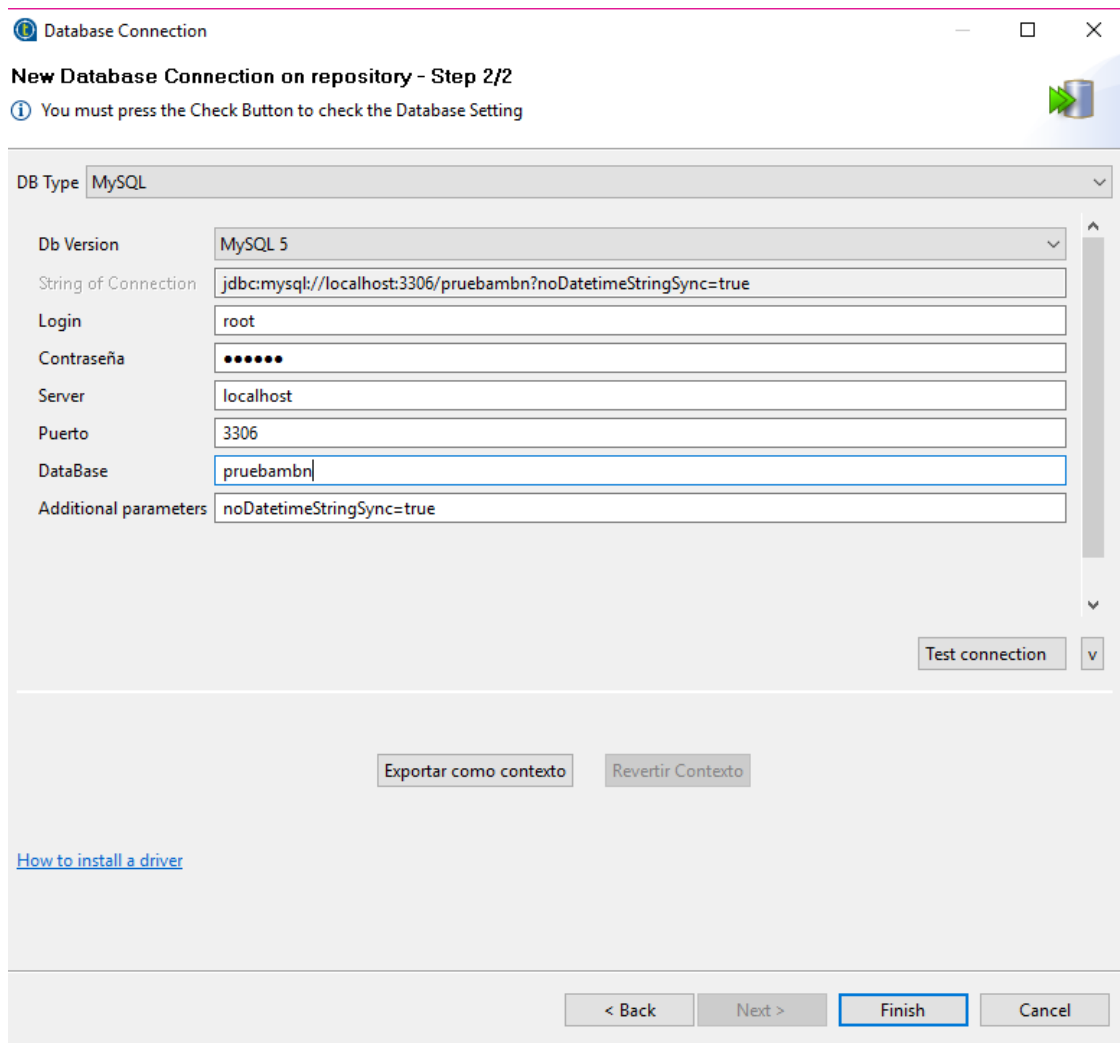 Database Connection
New Database Connection on repository - Step 2/2
You must press the Check Button to check the Database Setting
DB Type MySQL
Db Version MySQL 5
String of Connection jdbc:mysql://localhost:3306/pruebambn?noDatetimeStringSync=true
Login root
Contraseña ●●●●●●
Server localhost
Puerto 3306
DataBase pruebambn
Additional parameters noDatetimeStringSync=true
Test connection v
Exportar como contexto Revertir Contexto
How to install a driver
< Back Next > Finish Cancel